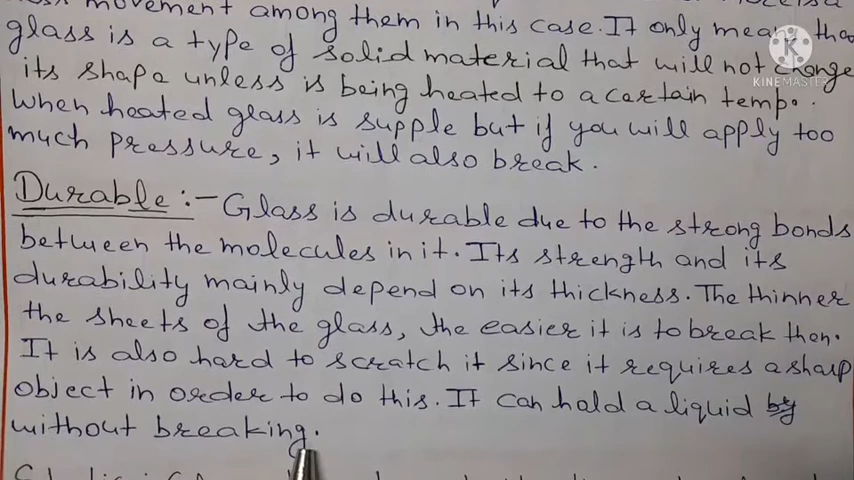 movement among them in this case. It only means tha
glass is a type of solid material that will not change
its shape unless is being heated to a certain temp.
When heated glass is supple but if you will apply too
much pressure, it will also break.
Durable:- Glass is durable due to the strong bonds
between the molecules in it. Its strength and its
durability mainly depend on its thickness. The thinner
the sheets of the glass, the easier it is to break then.
It is also hard to scratch it since it requires a sharp
object in order to do this. It can hold a liquid by
without breaking.
K
KINEMASTER